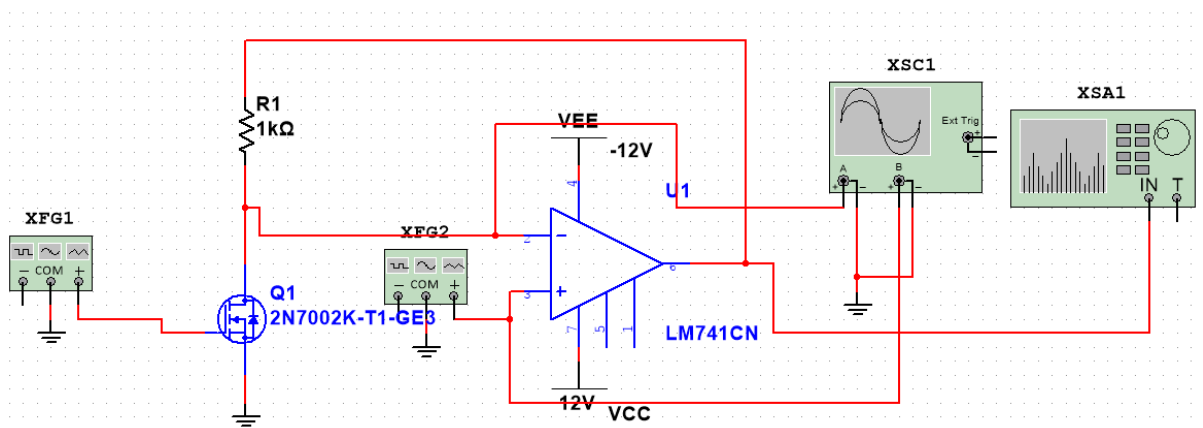 XSC1
XSA1
Ext Trig
+
−
A
B
+ − + −
IN T
R1
1kΩ
VEE
-12V
4
U1
XFG1
− COM +
XFG2
− COM +
2
−
3
+
6
7
5
1
Q1
2N7002K-T1-GE3
LM741CN
12V
VCC